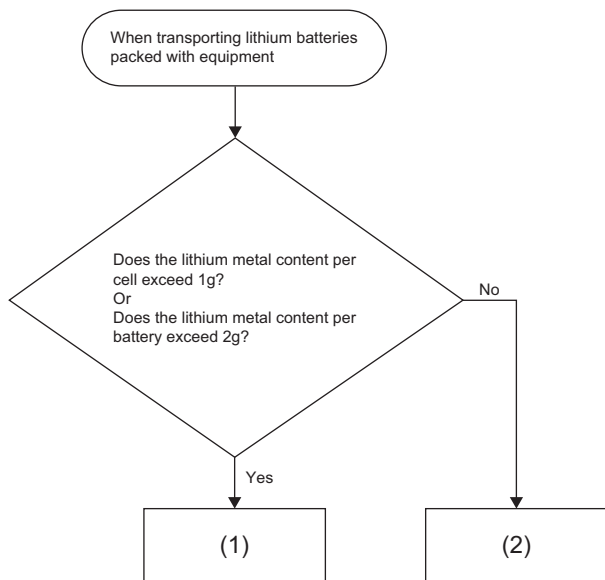 When transporting lithium batteries
packed with equipment
Does the lithium metal content per
cell exceed 1g?
Or
Does the lithium metal content per
battery exceed 2g?
No
Yes
(1)
(2)